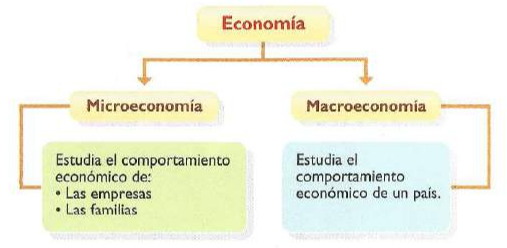 Economía
Microeconomía
Macroeconomía
Estudia el comportamiento
económico de:
• Las empresas
• Las familias
Estudia el
comportamiento
económico de un país.